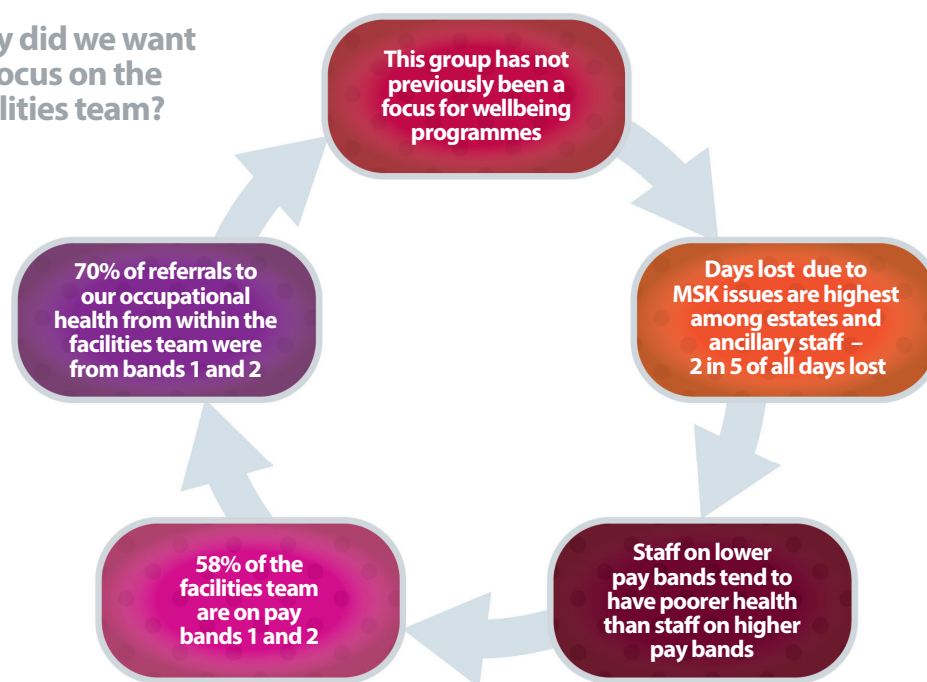 y did we want
ocus on the
ilities team?
This group has not
previously been a
focus for wellbeing
programmes
Days lost due to
MSK issues are highest
among estates and
ancillary staff –
2 in 5 of all days lost
Staff on lower
pay bands tend to
have poorer health
than staff on higher
pay bands
58% of the
facilities team
are on pay
bands 1 and 2
70% of referrals to
our occupational
health from within the
facilities team were
from bands 1 and 2